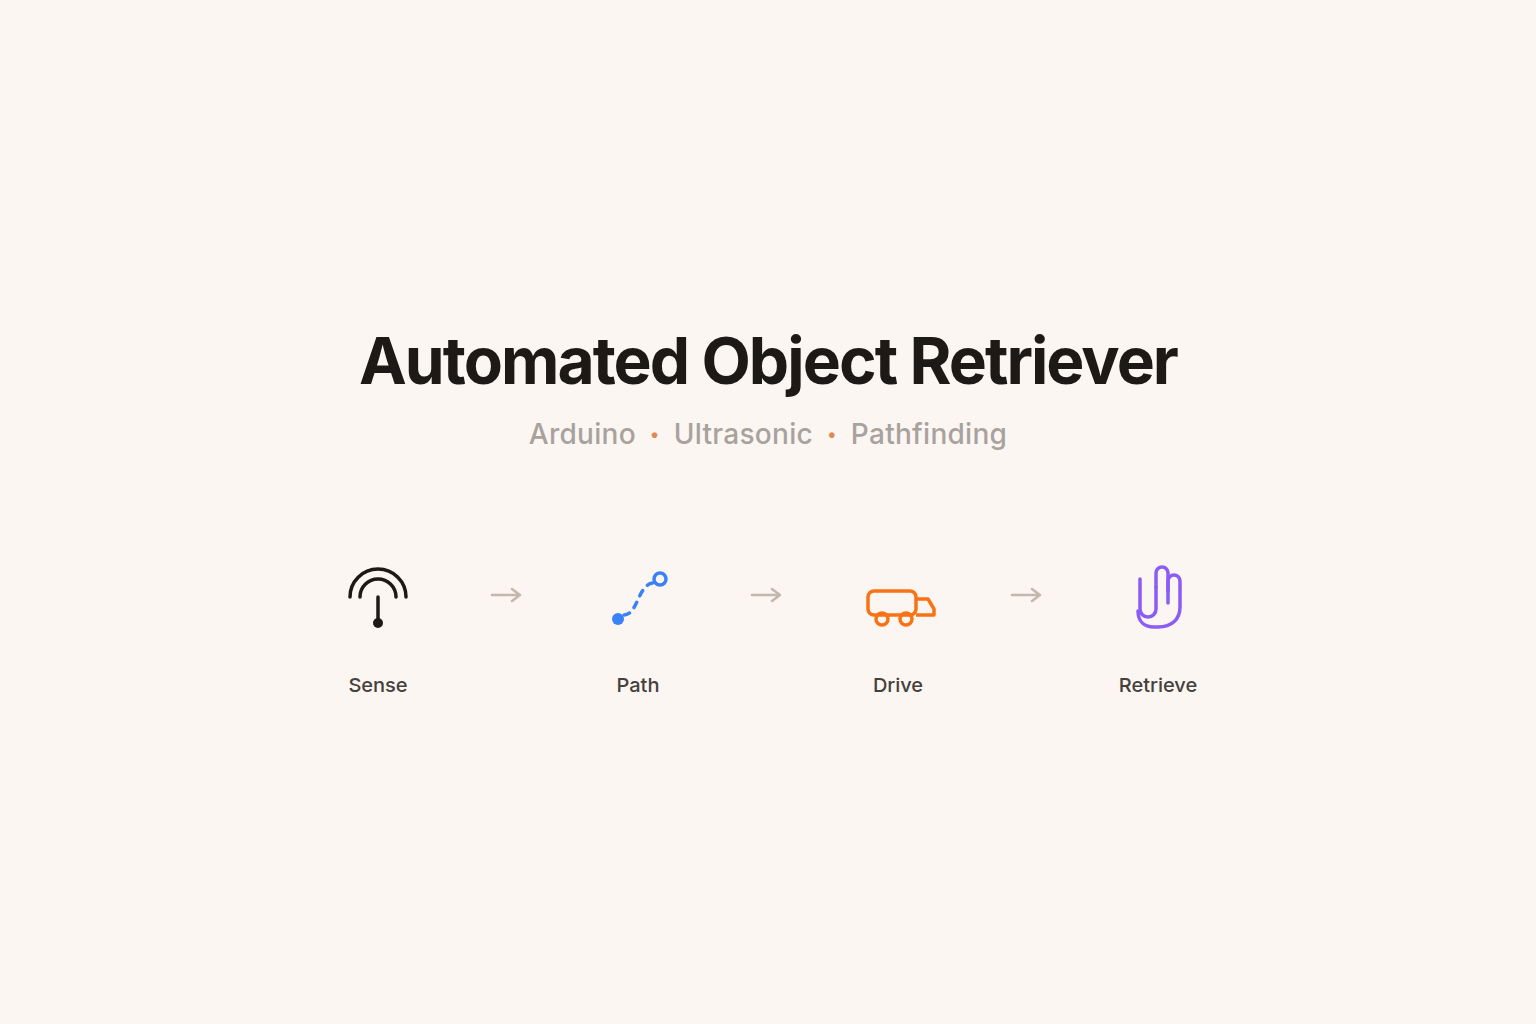 Automated Object Retriever
Arduino • Ultrasonic • Pathfinding
Sense
Path
Drive
Retrieve